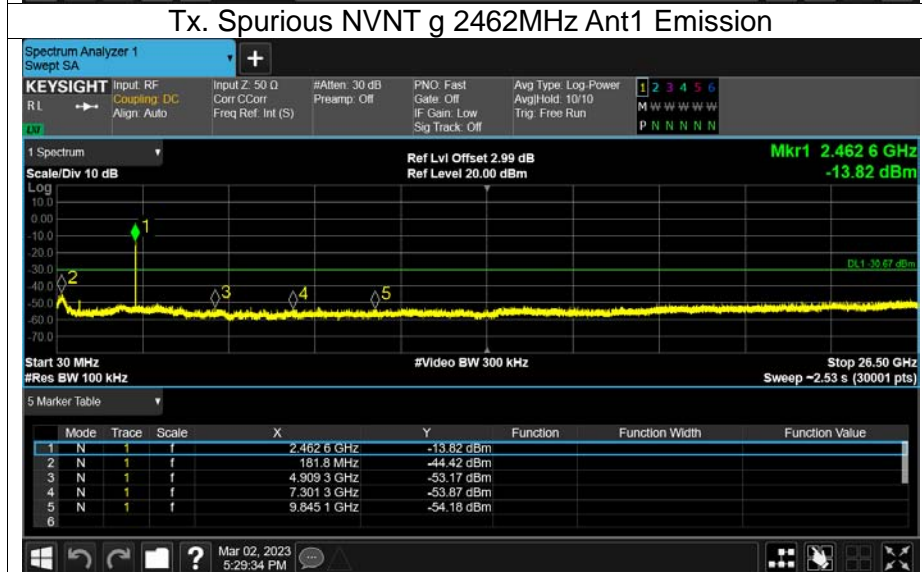 Tx. Spurious NVNT g 2462MHz Ant1 Emission
Spectrum Analyzer 1
Swept SA
+
KEYSIGHT Input: RF Input Z: 50 Ω #Atten: 30 dB PNO: Fast Avg Type: Log-Power 1 2 3 4 5 6
RL Coupling: DC Corr CCorr Preamp: Off Gate: Off Avg|Hold: 10/10 M W W W W W
Align: Auto Freq Ref: Int (S) IF Gain: Low Trig: Free Run
LXI Sig Track: Off P N N N N N
1 Spectrum Ref Lvl Offset 2.99 dB Mkr1 2.462 6 GHz
Scale/Div 10 dB Ref Level 20.00 dBm -13.82 dBm
Log
10.0
0.00
-10.0 1
-20.0
-30.0 DL1 -30.67 dBm
-40.0 2
-50.0 3 4 5
-60.0
-70.0
Start 30 MHz #Video BW 300 kHz Stop 26.50 GHz
#Res BW 100 kHz Sweep ~2.53 s (30001 pts)
5 Marker Table
Mode Trace Scale X Y Function Function Width Function Value
1 N 1 f 2.462 6 GHz -13.82 dBm
2 N 1 f 181.8 MHz -44.42 dBm
3 N 1 f 4.909 3 GHz -53.17 dBm
4 N 1 f 7.301 3 GHz -53.87 dBm
5 N 1 f 9.845 1 GHz -54.18 dBm
6
? Mar 02, 2023
5:29:34 PM